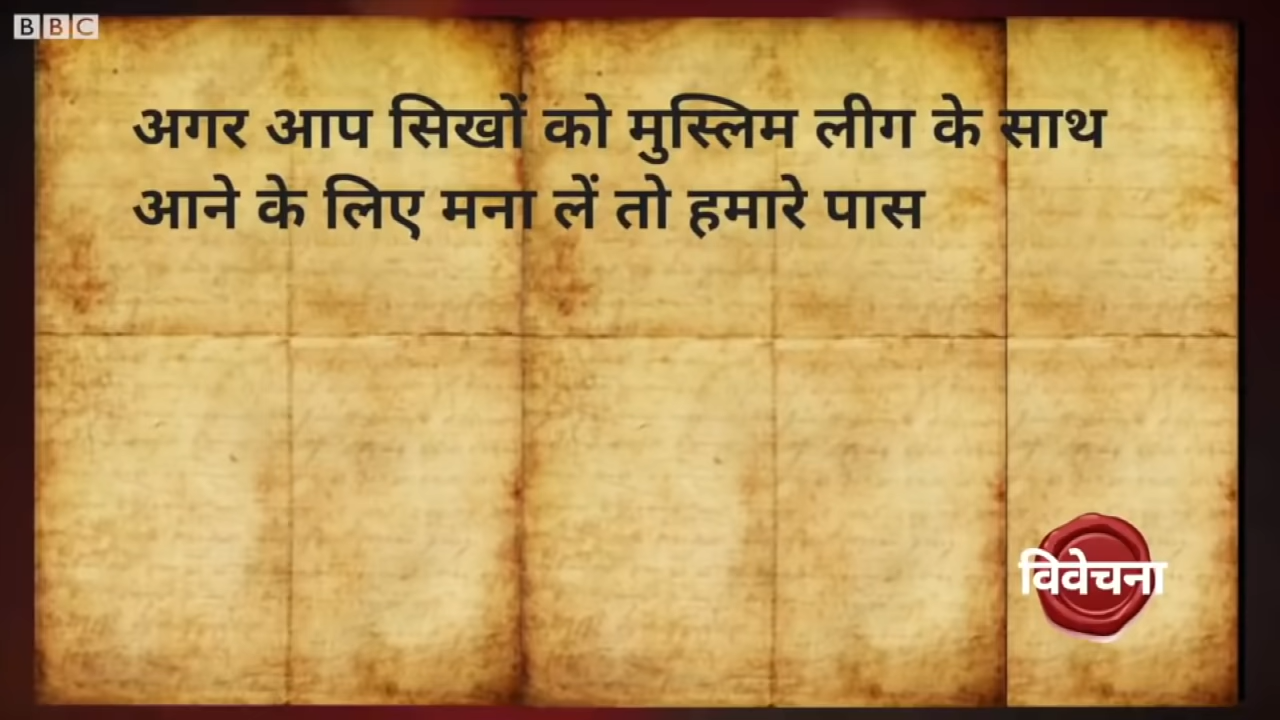 BBC
अगर आप सिखों को मुस्लिम लीग के साथ
आने के लिए मना लें तो हमारे पास
विवेचना